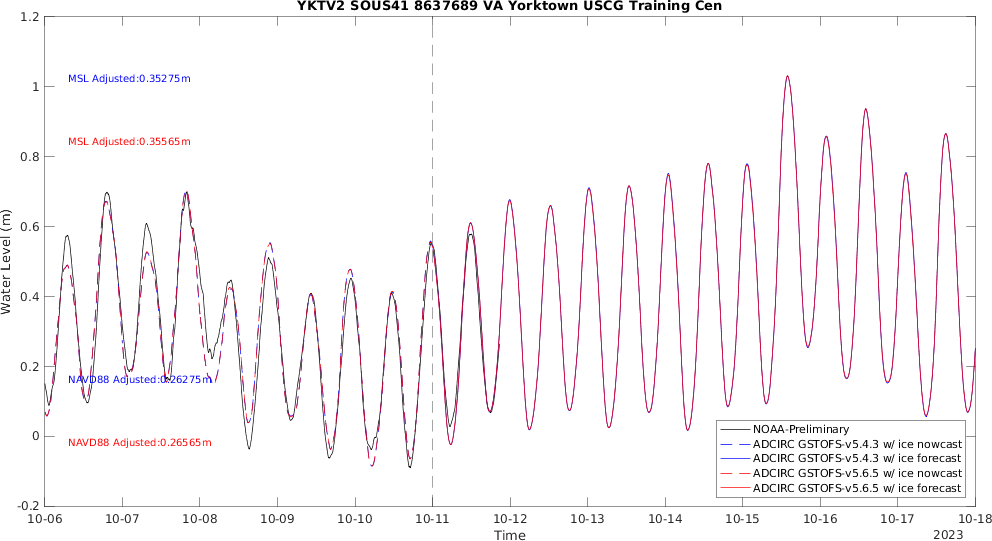 YKTV2 SOUS41 8637689 VA Yorktown USCG Training Cen
1.2
1
0.8
0.6
0.4
0.2
0
-0.2
Water Level (m)
MSL Adjusted:0.35275m
MSL Adjusted:0.35565m
NAVD88 Adjusted:0.26275m
NAVD88 Adjusted:0.26565m
NOAA-Preliminary
ADCIRC GSTOFS-v5.4.3 w/ ice nowcast
ADCIRC GSTOFS-v5.4.3 w/ ice forecast
ADCIRC GSTOFS-v5.6.5 w/ ice nowcast
ADCIRC GSTOFS-v5.6.5 w/ ice forecast
10-06 10-07 10-08 10-09 10-10 10-11 10-12 10-13 10-14 10-15 10-16 10-17 10-18
Time
2023